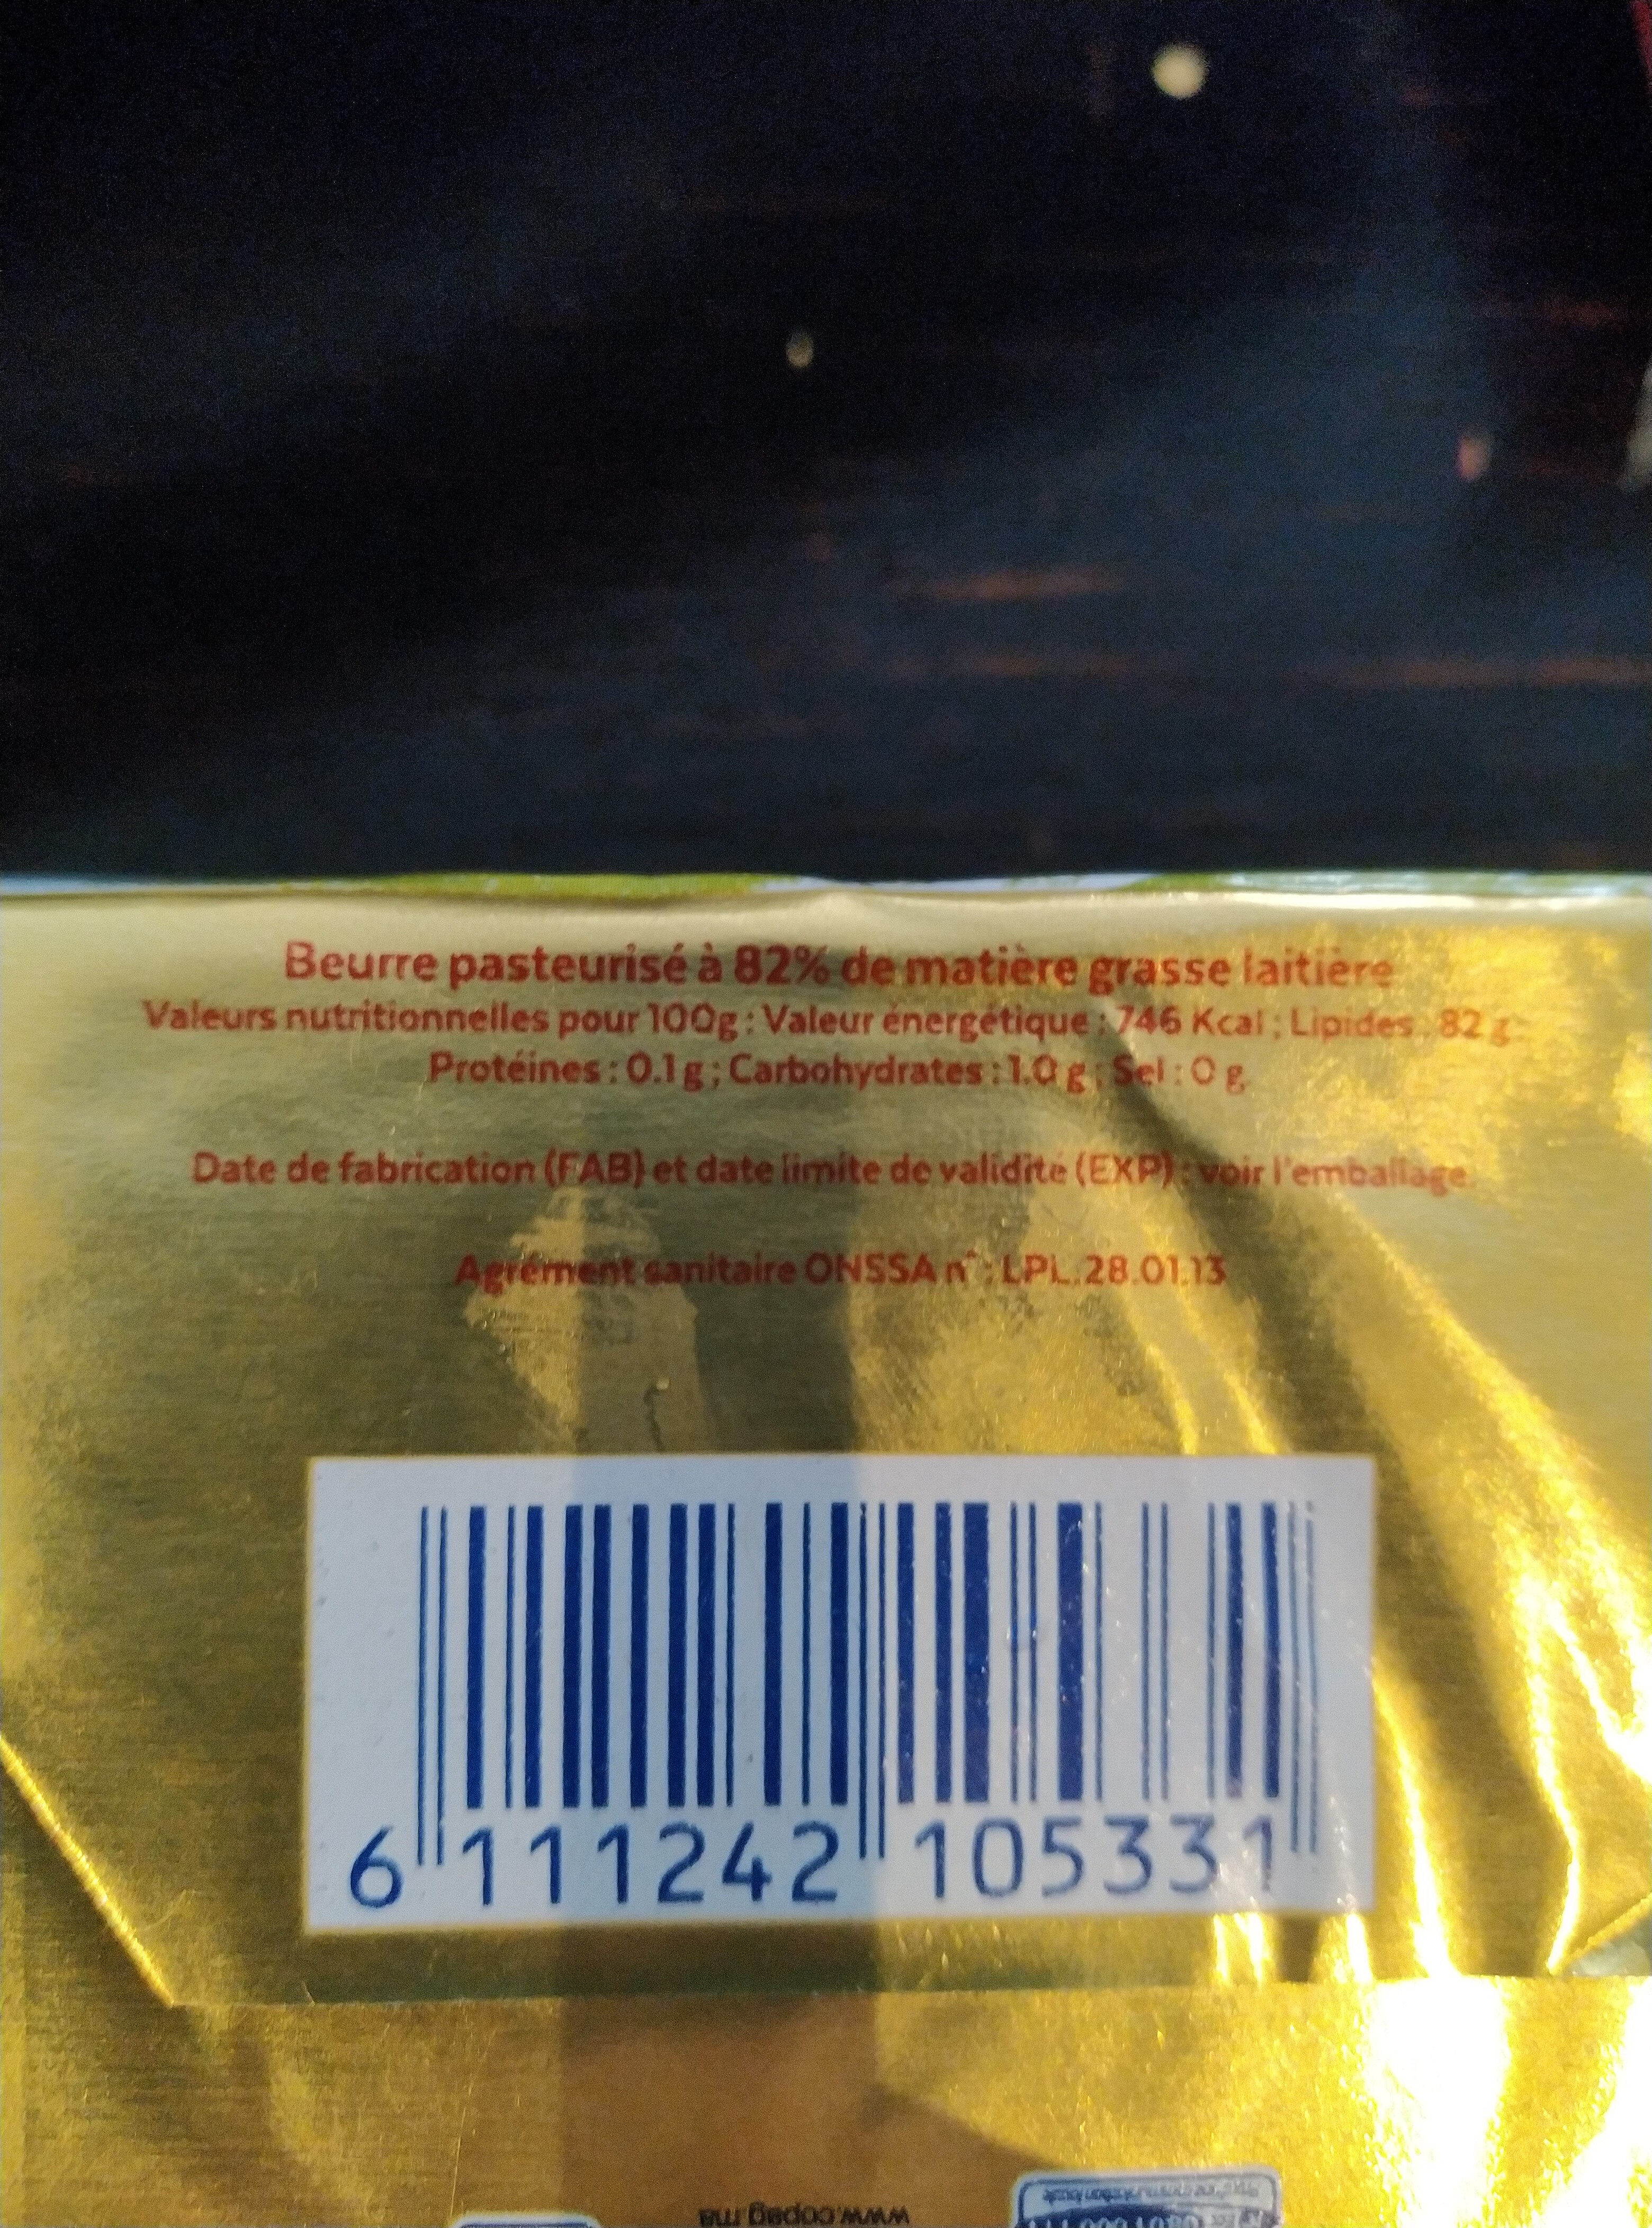 Beurre pasteurisé à 82% de matière grasse laitière
Valeurs nutritionnelles pour 100g : Valeur énergétique : 746 Kcal ; Lipides : 82 g
Protéines : 0.1 g ; Carbohydrates : 1.0 g ; Sel : 0 g
Date de fabrication (FAB) et date limite de validité (EXP) : voir l'emballage.
Agrément sanitaire ONSSA n° : LPL.28.01.13
6 111242 105331
www.copag.ma